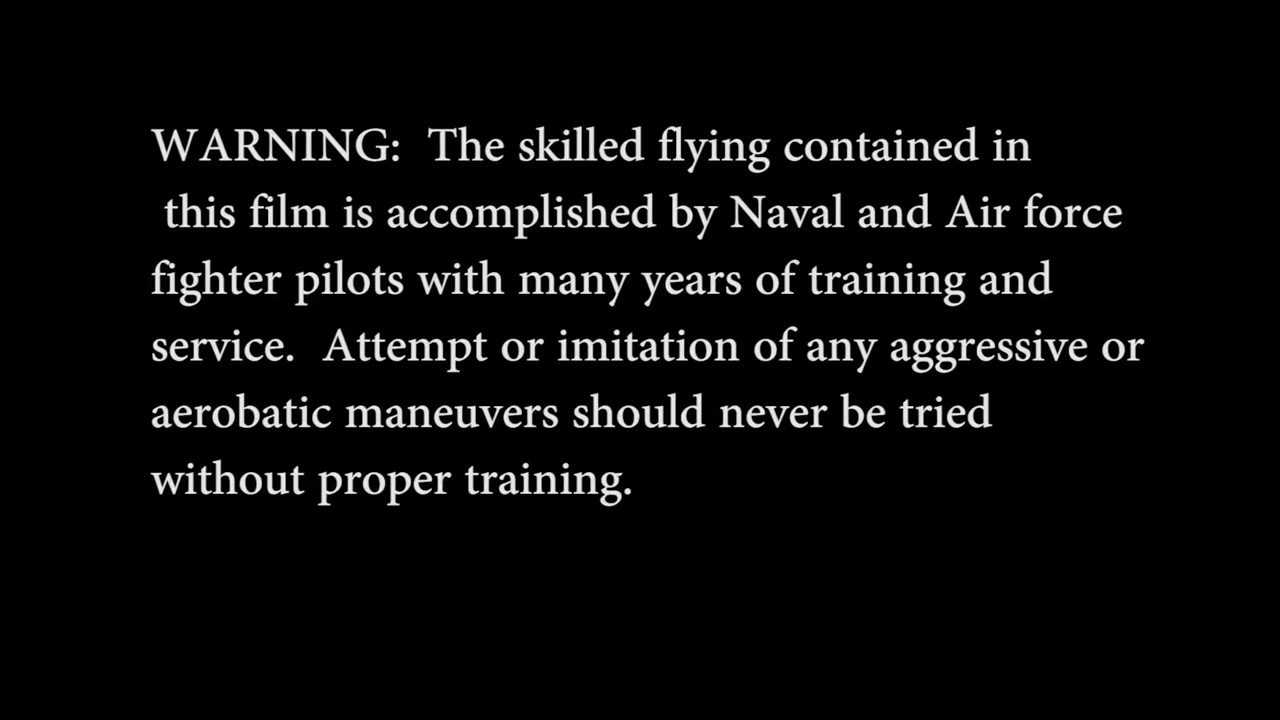 WARNING:  The skilled flying contained in
this film is accomplished by Naval and Air force
fighter pilots with many years of training and
service.  Attempt or imitation of any aggressive or
aerobatic maneuvers should never be tried
without proper training.